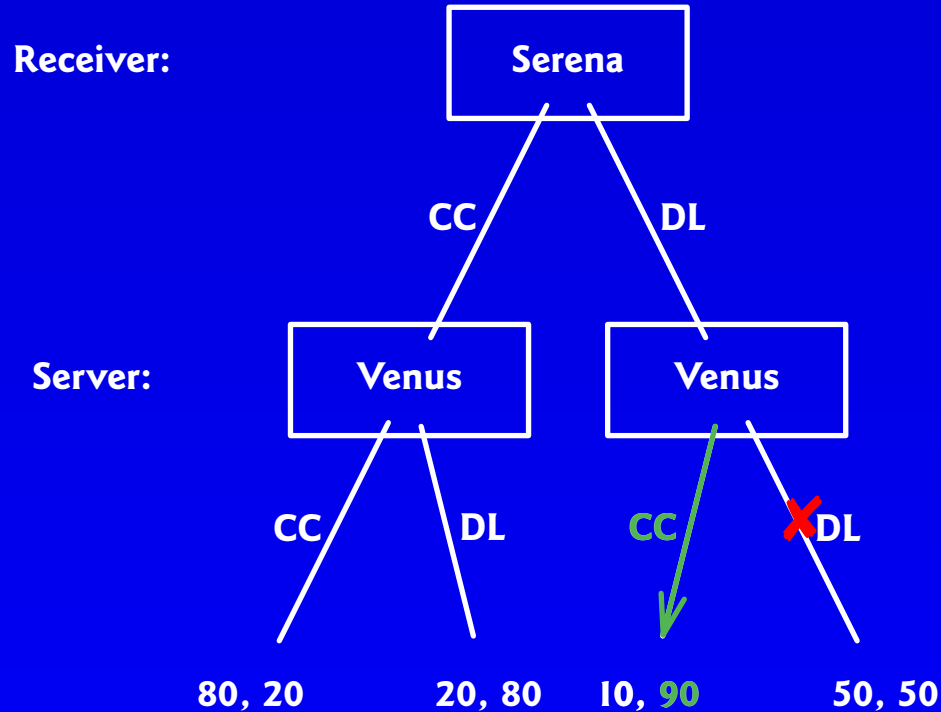 Receiver: Serena
CC DL
Server: Venus Venus
CC DL CC DL
80, 20 20, 80 10, 90 50, 50